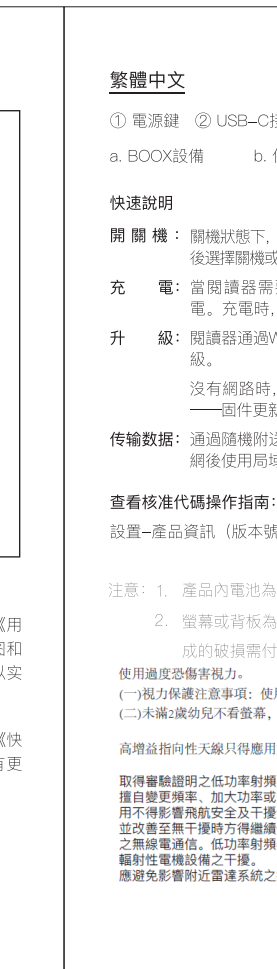 繁體中文
① 電源鍵 ② USB–C
a. BOOX設備 b.
快速說明
開 關 機： 關機狀態下，
後選擇關機或
充 電： 當閱讀器需
電。充電時，
升 級： 閱讀器通過
級。
沒有網路時，
——固件更新
传输数据： 通過隨機附送
網後使用局域
查看核准代碼操作指南：
設置–產品資訊（版本號
注意： 1. 產品內電池為
2. 螢幕或背板為
成的破損需付
使用過度恐傷害視力。
(一)視力保護注意事項：使用
(二)未滿2歲幼兒不看螢幕，
高增益指向性天線只得應用
取得審驗證明之低功率射頻
擅自變更頻率、加大功率或
用不得影響飛航安全及干擾
並改善至無干擾時方得繼續
之無線電通信。低功率射頻
輻射性電機設備之干擾。
應避免影響附近雷達系統之
《用
和
以实
《快
有更